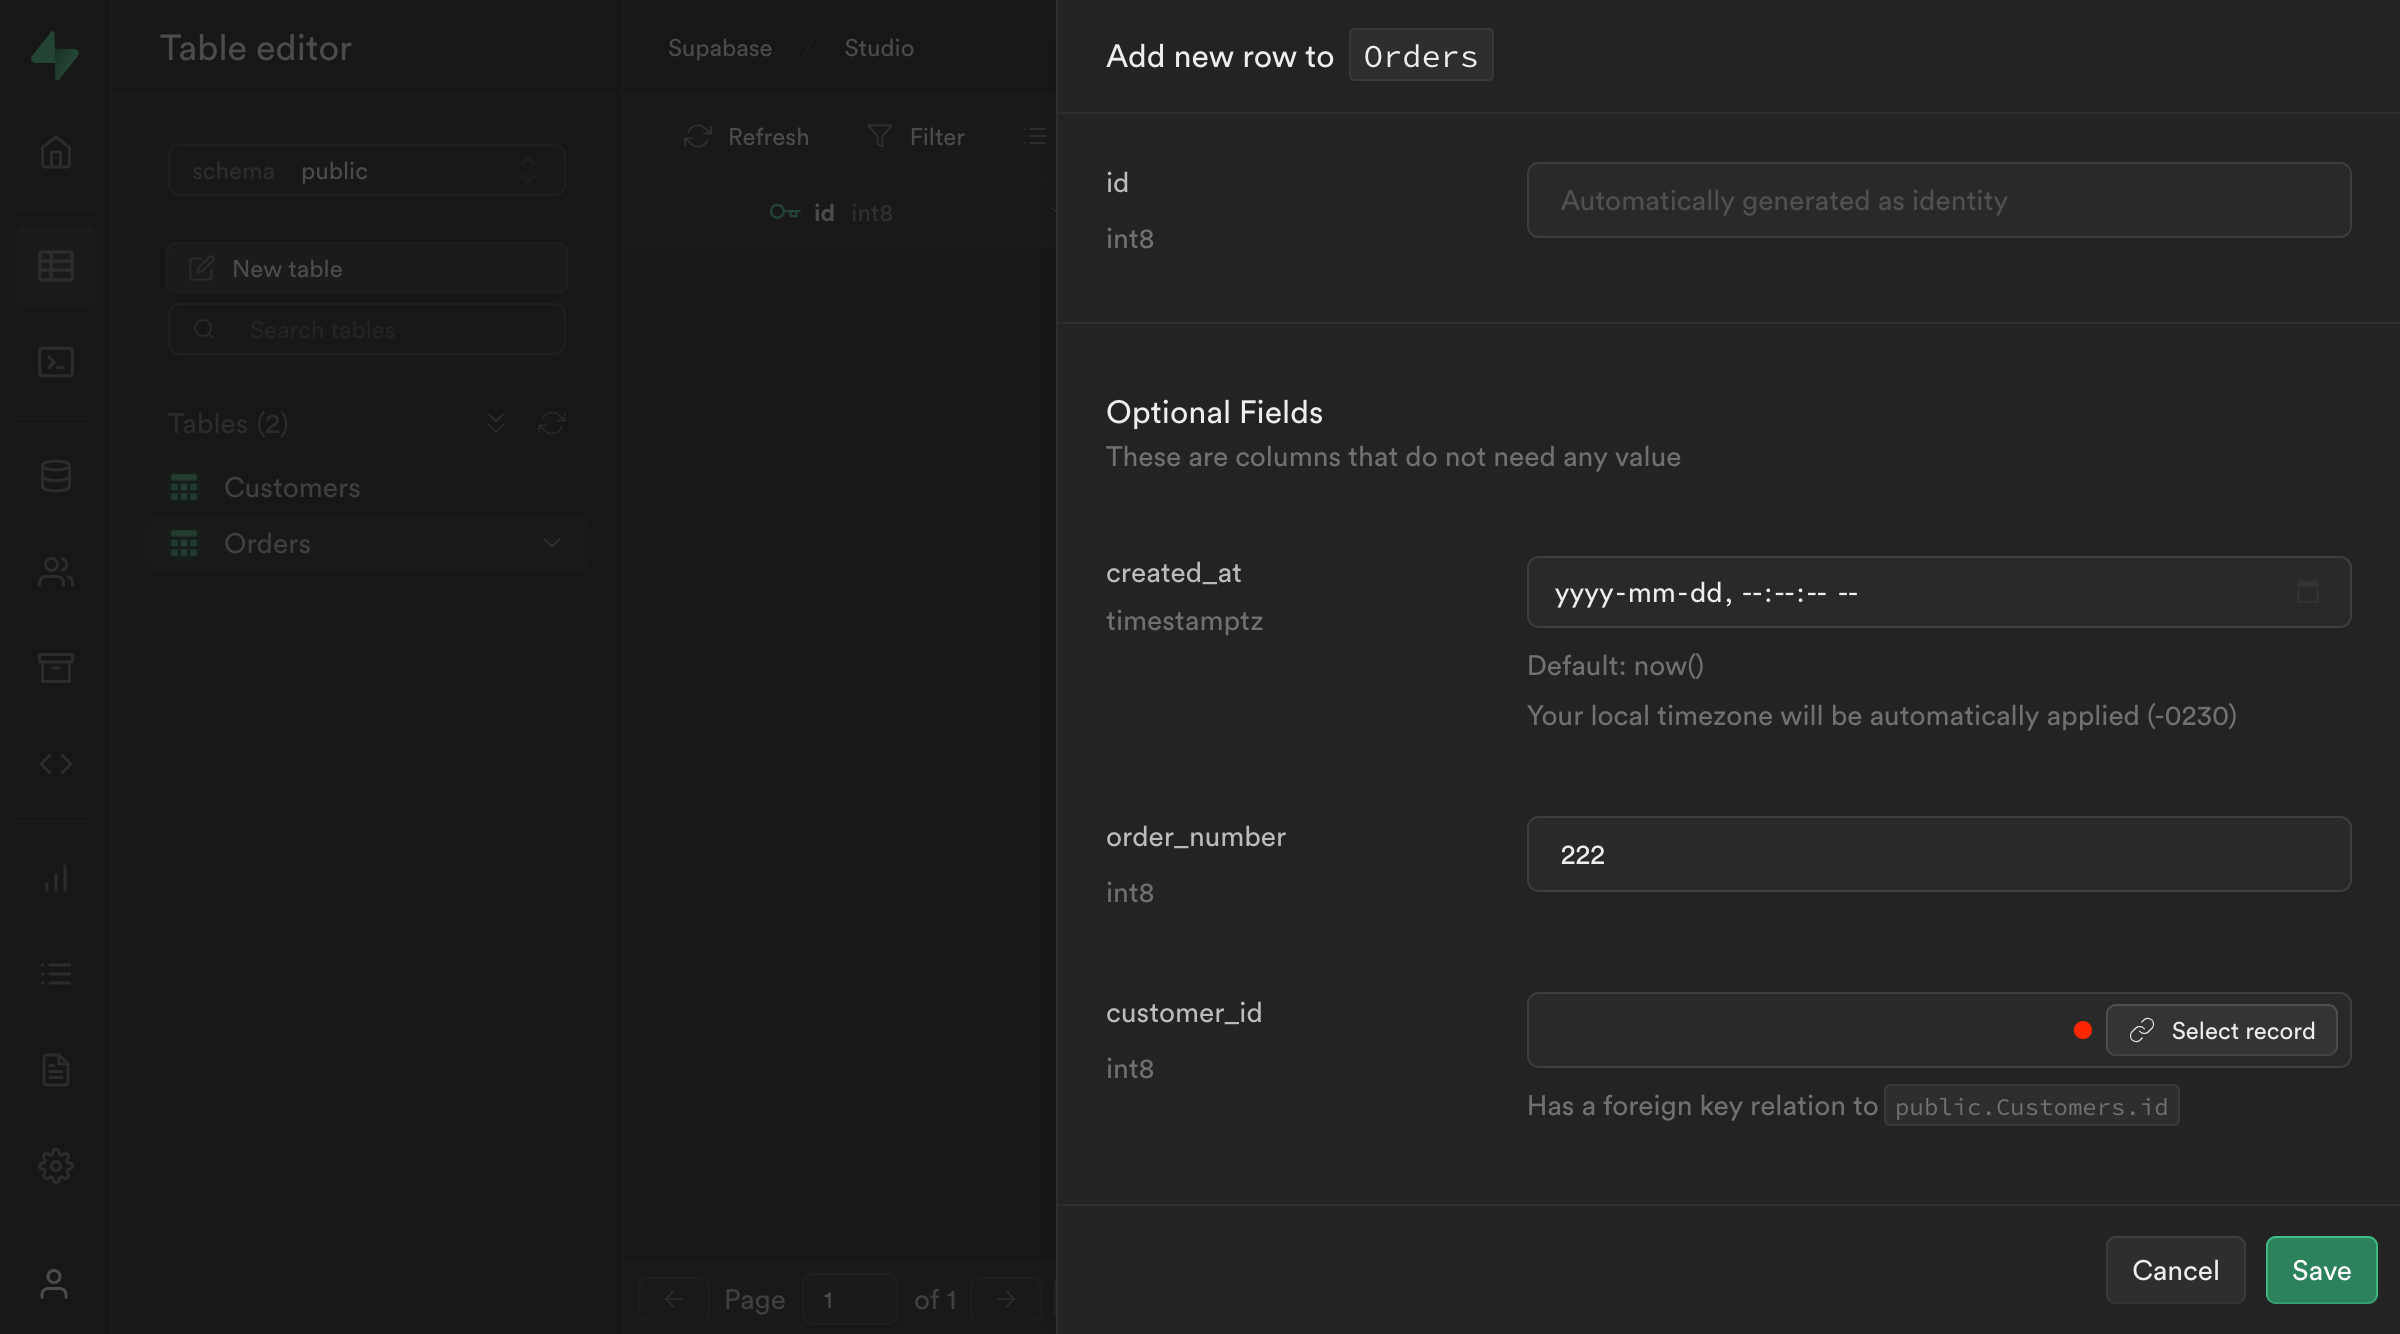 Table editor
schema public
New table
Search tables
Tables (2)
Customers
Orders
Supabase / Studio
Refresh Filter
id int8
Page 1 of 1
Add new row to Orders
id
int8
Automatically generated as identity
Optional Fields
These are columns that do not need any value
created_at
timestamptz
yyyy-mm-dd, --:--:-- --
Default: now()
Your local timezone will be automatically applied (-0230)
order_number
int8
222
customer_id
int8
Select record
Has a foreign key relation to public.Customers.id
Cancel Save